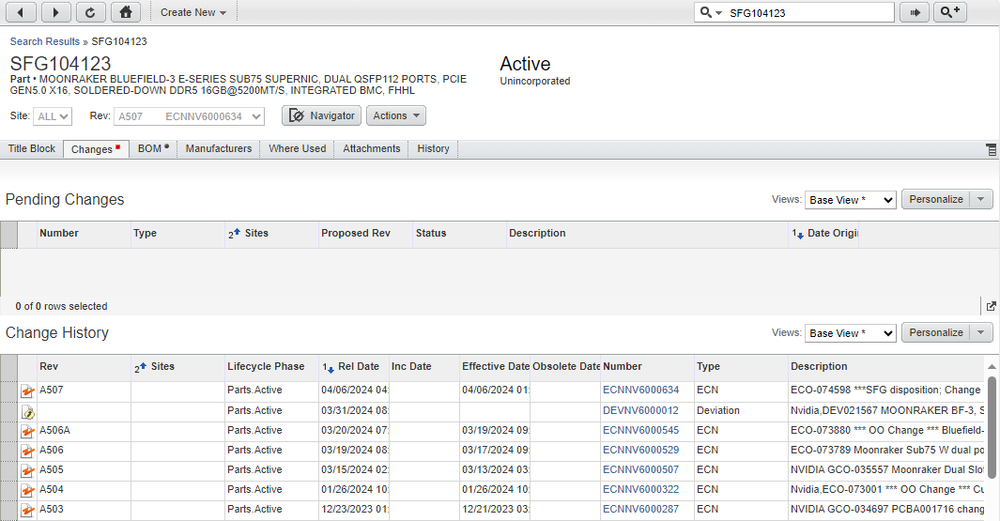 Create New
SFG104123
Search Results » SFG104123
SFG104123
Part • MOONRAKER BLUEFIELD-3 E-SERIES SUB75 SUPERNIC, DUAL QSFP112 PORTS, PCIE
GEN5.0 X16, SOLDERED-DOWN DDR5 16GB@5200MT/S, INTEGRATED BMC, FHHL
Active
Unincorporated
Site: ALL Rev: A507 ECNNV6000634 Navigator Actions
Title Block Changes BOM Manufacturers Where Used Attachments History
Pending Changes Views: Base View * Personalize
Number Type 2 Sites Proposed Rev Status Description 1 Date Origi
0 of 0 rows selected
Change History Views: Base View * Personalize
Rev 2 Sites Lifecycle Phase 1 Rel Date Inc Date Effective Date Obsolete Date Number Type Description
A507 Parts.Active 04/06/2024 04: 04/06/2024 01: ECNNV6000634 ECN ECO-074598 ***SFG disposition; Change
Parts.Active 03/31/2024 08: DEVNV6000012 Deviation Nvidia,DEV021567 MOONRAKER BF-3, S
A506A Parts.Active 03/20/2024 07: 03/19/2024 09: ECNNV6000545 ECN ECO-073880 *** OO Change *** Bluefield-
A506 Parts.Active 03/19/2024 08: 03/17/2024 09: ECNNV6000529 ECN ECO-073789 Moonraker Sub75 W dual po
A505 Parts.Active 03/15/2024 02: 03/13/2024 03: ECNNV6000507 ECN NVIDIA GCO-035557 Moonraker Dual Slo
A504 Parts.Active 01/26/2024 10: 01/26/2024 10: ECNNV6000322 ECN Nvidia,ECO-073001 *** OO Change *** Cu
A503 Parts.Active 12/23/2023 01: 12/21/2023 03: ECNNV6000287 ECN NVIDIA GCO-034697 PCBA001716 chang